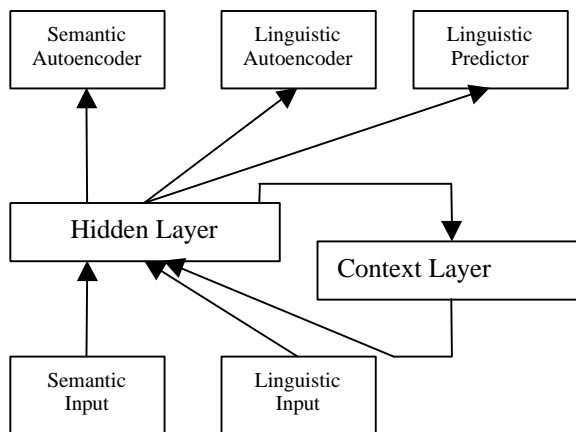 Semantic
Autoencoder
Linguistic
Autoencoder
Linguistic
Predictor
Hidden Layer
Context Layer
Semantic
Input
Linguistic
Input